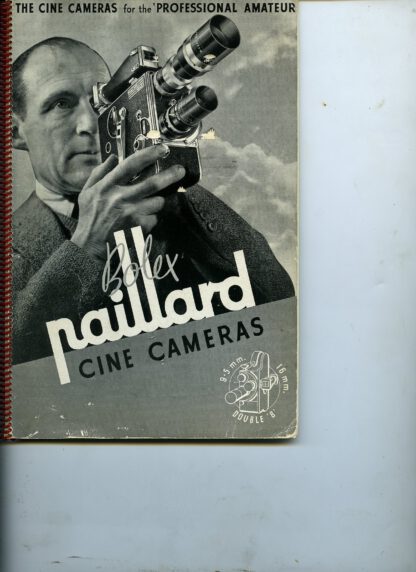 THE CINE CAMERAS for the 'PROFESSIONAL AMATEUR
Bolex
paillard
CINE CAMERAS
9·5 mm. 16 mm.
DOUBLE '8'